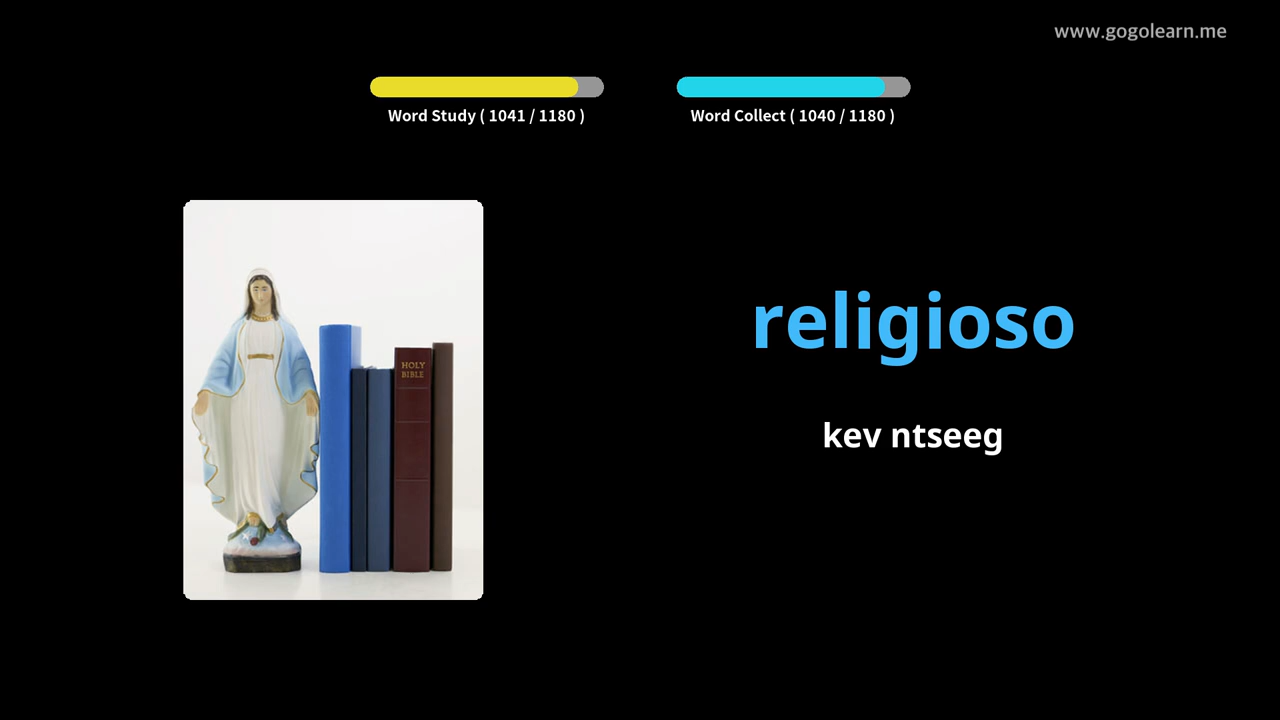 www.gogolearn.me
Word Study ( 1041 / 1180 )
Word Collect ( 1040 / 1180 )
HOLY
BIBLE
religioso
kev ntseeg